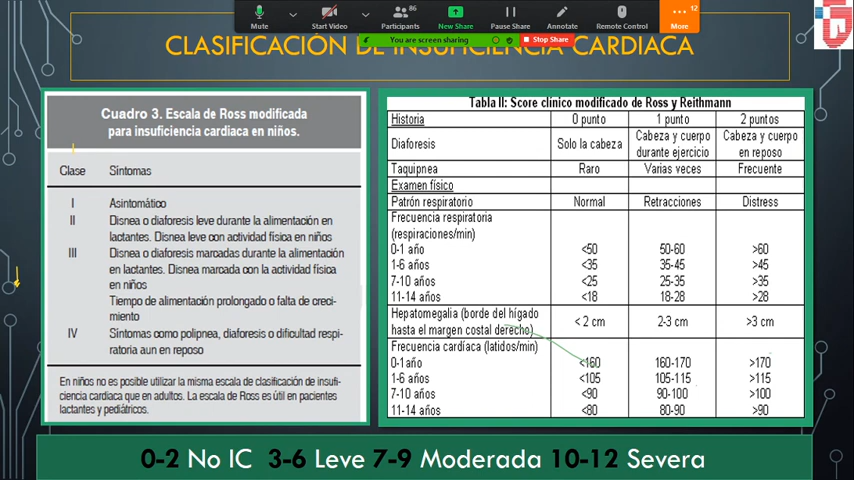 12
86
Mute
Start Video
Participants
New Share
Pause Share
Annotate
Remote Control
More
You are screen sharing
Stop Share
CLASIFICACIÓN DE INSUFICIENCIA CARDIACA
Cuadro 3. Escala de Ross modificada
para insuficiencia cardiaca en niños.
Clase Síntomas
I Asintomático
II Disnea o diaforesis leve durante la alimentación en
lactantes. Disnea leve con actividad física en niños
III Disnea o diaforesis marcadas durante la alimentación
en lactantes. Disnea marcada con la actividad física
en niños
Tiempo de alimentación prolongado o falta de creci-
miento
IV Síntomas como polipnea, diaforesis o dificultad respi-
ratoria aun en reposo
En niños no es posible utilizar la misma escala de clasificación de insufi-
ciencia cardiaca que en adultos. La escala de Ross es útil en pacientes
lactantes y pediátricos.
Tabla II: Score clínico modificado de Ross y Reithmann
Historia 0 punto 1 punto 2 puntos
Diaforesis Solo la cabeza Cabeza y cuerpo durante ejercicio Cabeza y cuerpo en reposo
Taquipnea Raro Varias veces Frecuente
Examen físico
Patrón respiratorio Normal Retracciones Distress
Frecuencia respiratoria
(respiraciones/min)
0-1 año <50 50-60 >60
1-6 años <35 35-45 >45
7-10 años <25 25-35 >35
11-14 años <18 18-28 >28
Hepatomegalia (borde del hígado
hasta el margen costal derecho) < 2 cm 2-3 cm >3 cm
Frecuencia cardíaca (latidos/min)
0-1año <160 160-170 >170
1-6 años <105 105-115 >115
7-10 años <90 90-100 >100
11-14 años <80 80-90 >90
0-2 No IC 3-6 Leve 7-9 Moderada 10-12 Severa